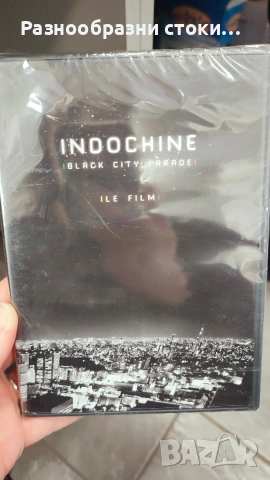 Разнообразни стоки...
INDOCHINE
BLACK CITY PARADE
LE FILM
BAZAR